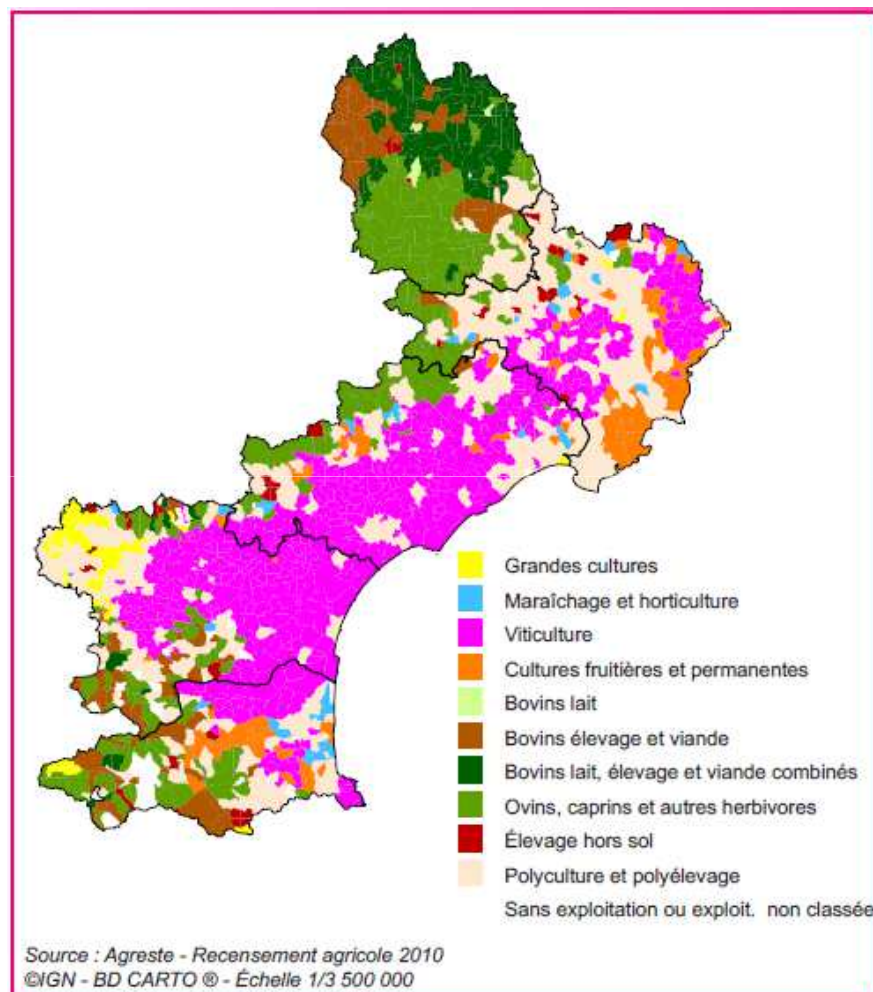 Grandes cultures
Maraîchage et horticulture
Viticulture
Cultures fruitières et permanentes
Bovins lait
Bovins élevage et viande
Bovins lait, élevage et viande combinés
Ovins, caprins et autres herbivores
Élevage hors sol
Polyculture et polyélevage
Sans exploitation ou exploit. non classée
Source : Agreste - Recensement agricole 2010
©IGN - BD CARTO ® - Échelle 1/3 500 000